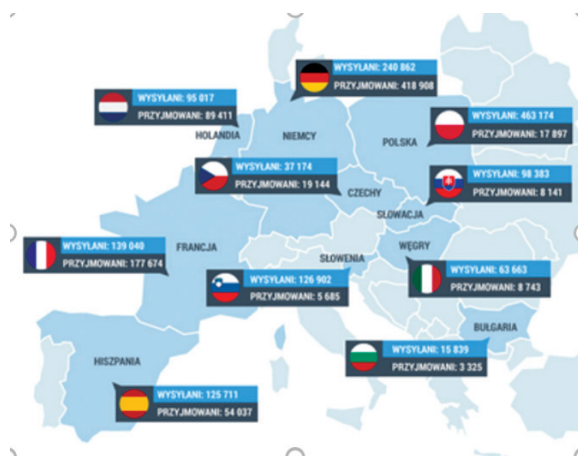 WYSYŁANI: 240 862
PRZYJMOWANI: 418 908
WYSYŁANI: 95 017
PRZYJMOWANI: 89 411
HOLANDIA
NIEMCY
POLSKA
WYSYŁANI: 463 174
PRZYJMOWANI: 17 897
WYSYŁANI: 37 174
PRZYJMOWANI: 19 144
CZECHY
WYSYŁANI: 98 383
PRZYJMOWANI: 8 141
SŁOWACJA
WYSYŁANI: 139 040
PRZYJMOWANI: 177 674
FRANCJA
SŁOWENIA
WĘGRY
WYSYŁANI: 126 902
PRZYJMOWANI: 5 685
WYSYŁANI: 63 663
PRZYJMOWANI: 8 743
BUŁGARIA
WYSYŁANI: 15 839
PRZYJMOWANI: 3 325
HISZPANIA
WYSYŁANI: 125 711
PRZYJMOWANI: 54 037